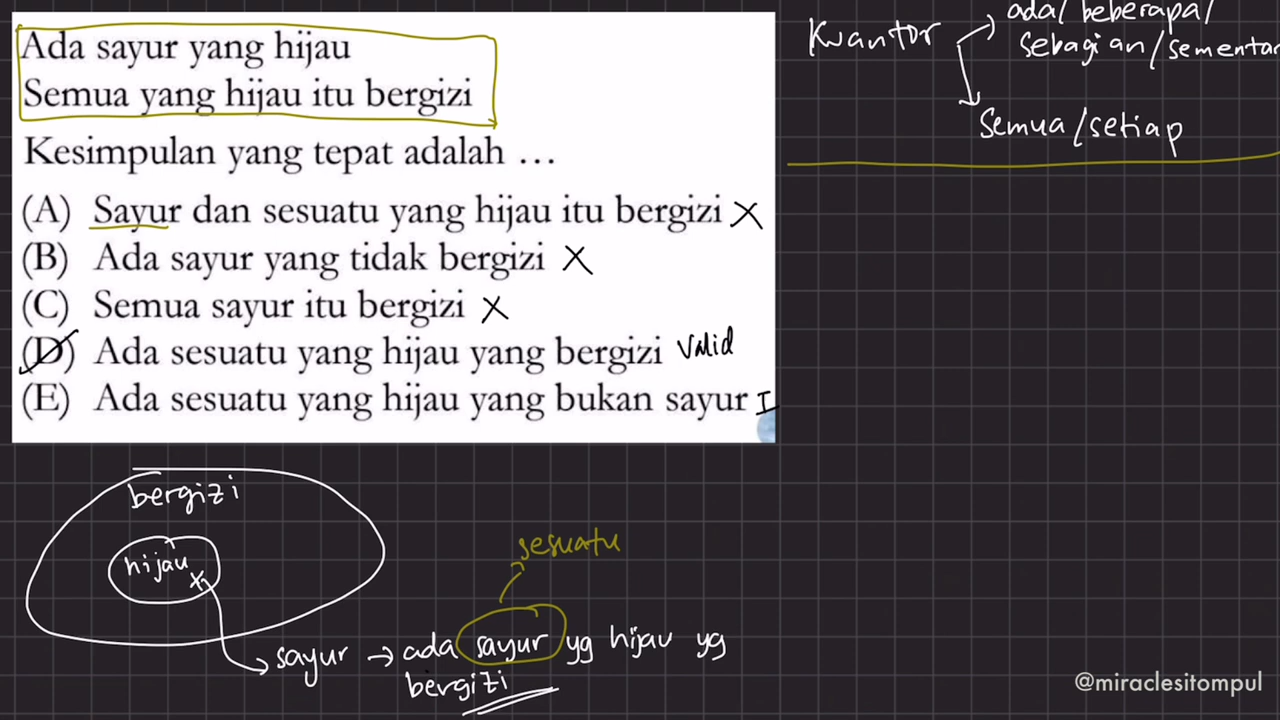 Ada sayur yang hijau
Semua yang hijau itu bergizi
Kesimpulan yang tepat adalah ...
(A) Sayur dan sesuatu yang hijau itu bergizi X
(B) Ada sayur yang tidak bergizi X
(C) Semua sayur itu bergizi X
(D) Ada sesuatu yang hijau yang bergizi valid
(E) Ada sesuatu yang hijau yang bukan sayur I
Kuantor
ada/ beberapa/
sebagian/sementar
Semua/setiap
bergizi
hijau x
sesuatu
sayur → ada sayur yg hijau yg
bergizi
@miraclesitompul